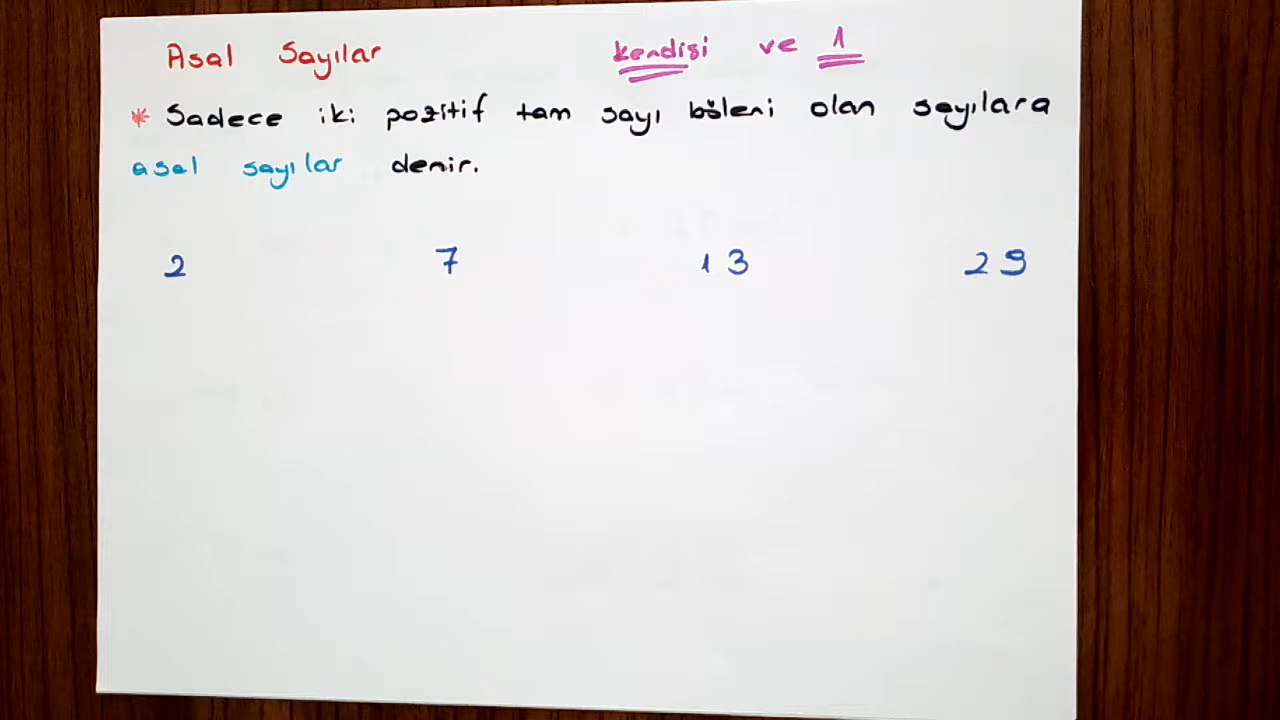 Asal Sayılar kendisi ve 1
* Sadece iki pozitif tam sayı böleni olan sayılara
asal sayılar denir.
2 7 13 29